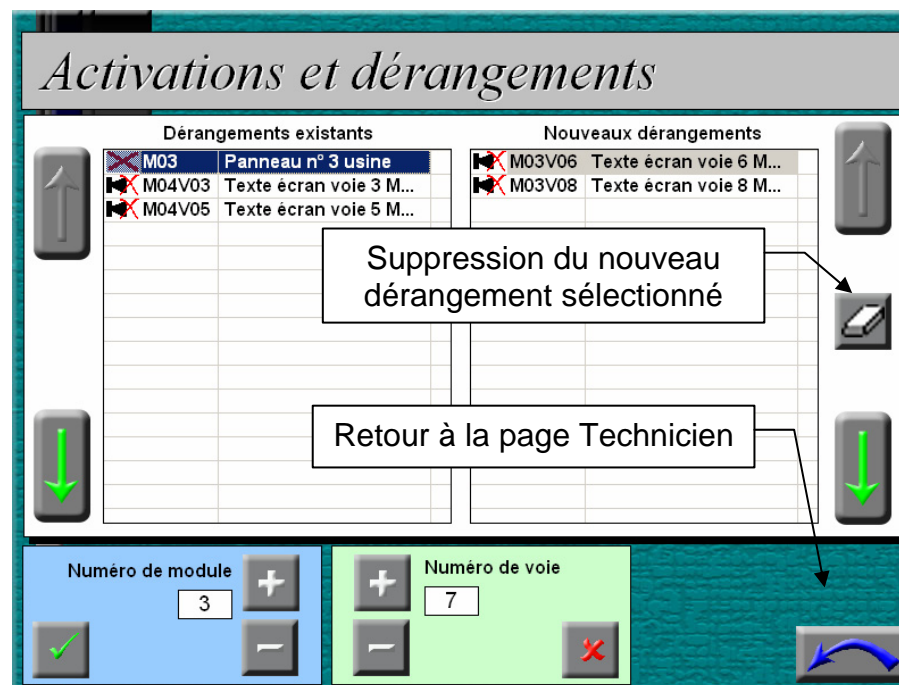 Activations et dérangements
Dérangements existants
M03 Panneau n° 3 usine
M04V03 Texte écran voie 3 M...
M04V05 Texte écran voie 5 M...
Nouveaux dérangements
M03V06 Texte écran voie 6 M...
M03V08 Texte écran voie 8 M...
Suppression du nouveau
dérangement sélectionné
Retour à la page Technicien
Numéro de module
3
Numéro de voie
7